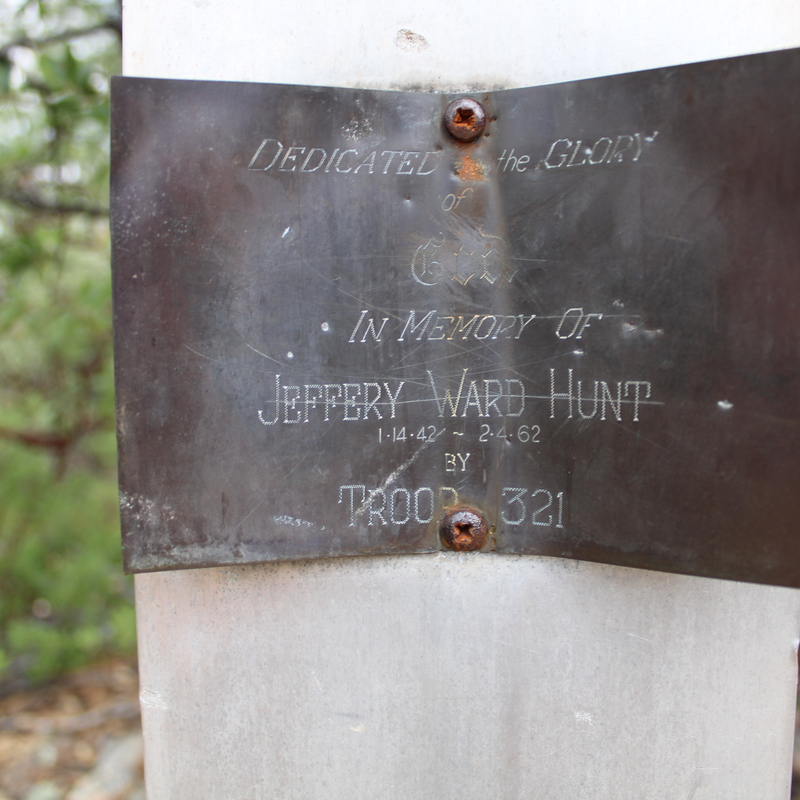 DEDICATED the GLORY
of
GOD
IN MEMORY OF
JEFFERY WARD HUNT
1·14·42 ~ 2·4·62
BY
TROOP 321